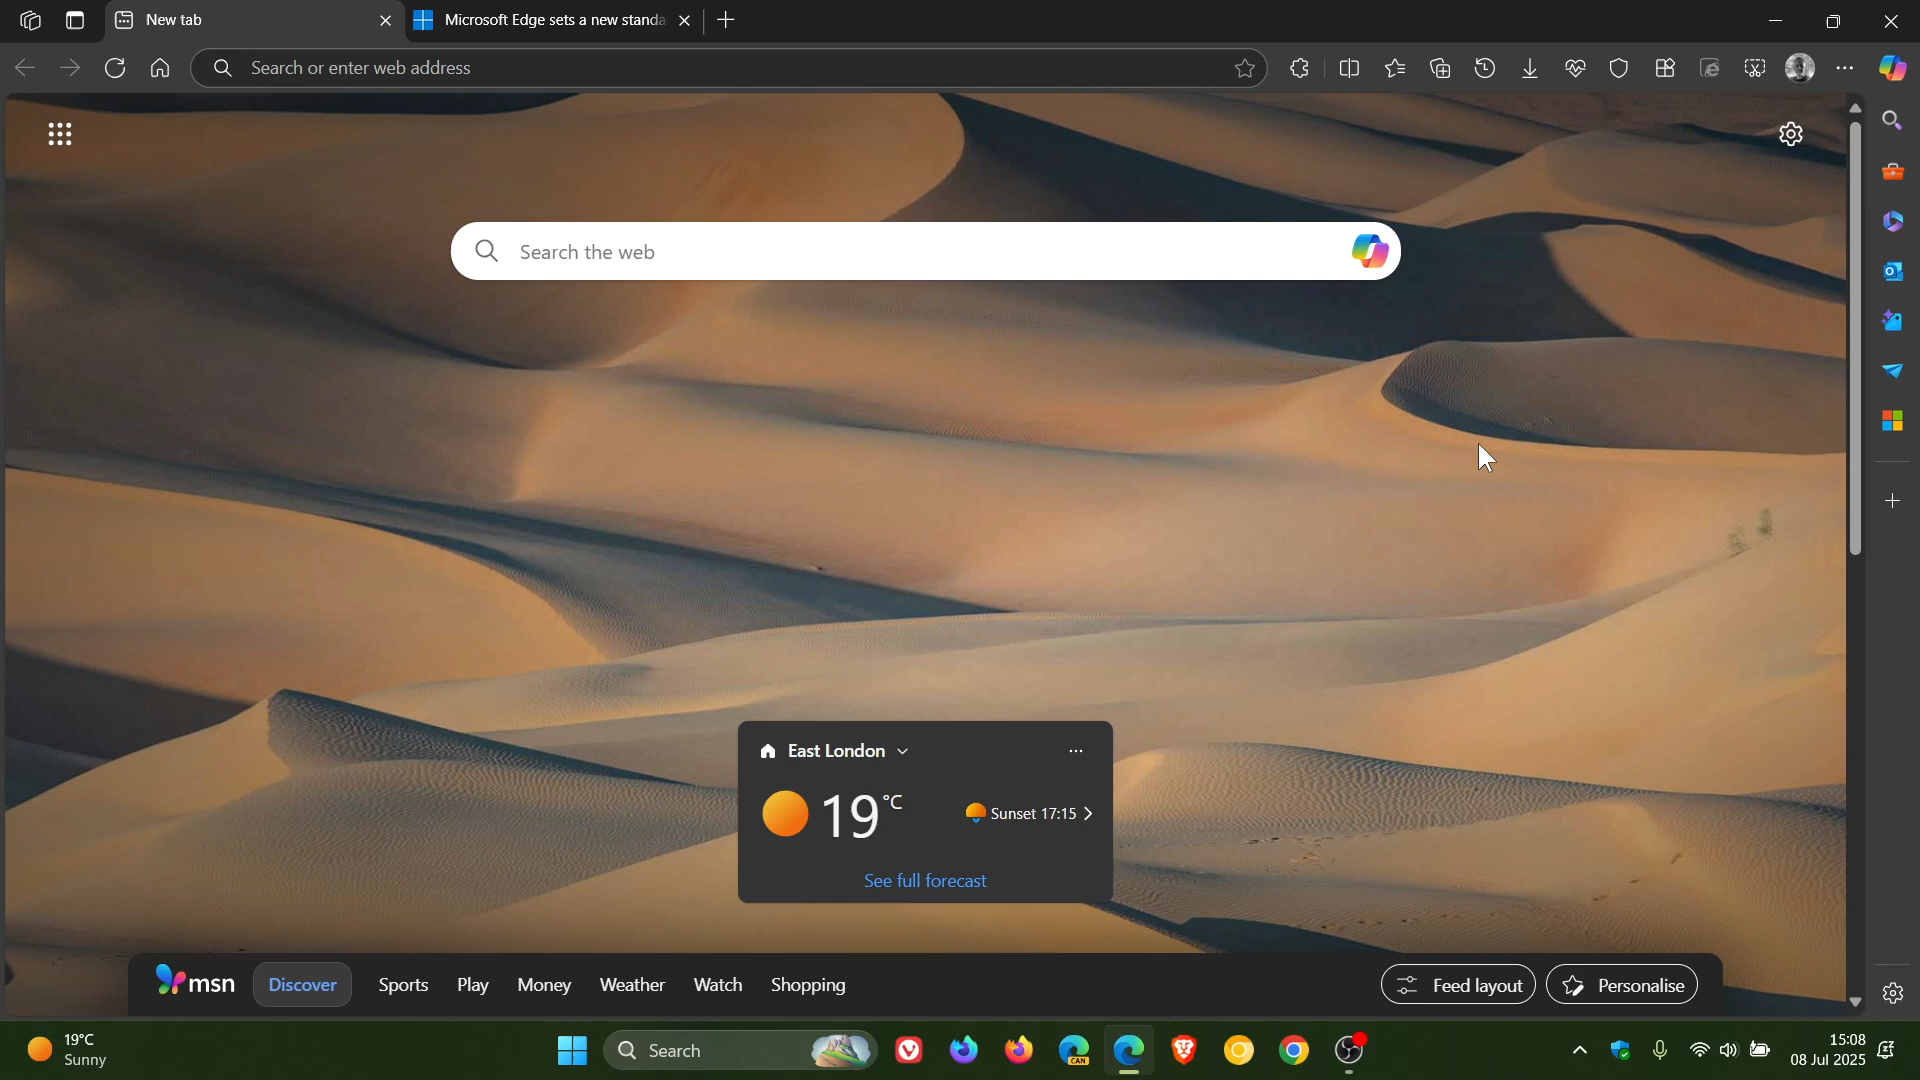 New tab
Microsoft Edge sets a new standa
Search or enter web address
Search the web
East London
19 °C
Sunset 17:15
See full forecast
msn
Discover
Sports
Play
Money
Weather
Watch
Shopping
Feed layout
Personalise
19°C
Sunny
Search
CAN
15:08
08 Jul 2025